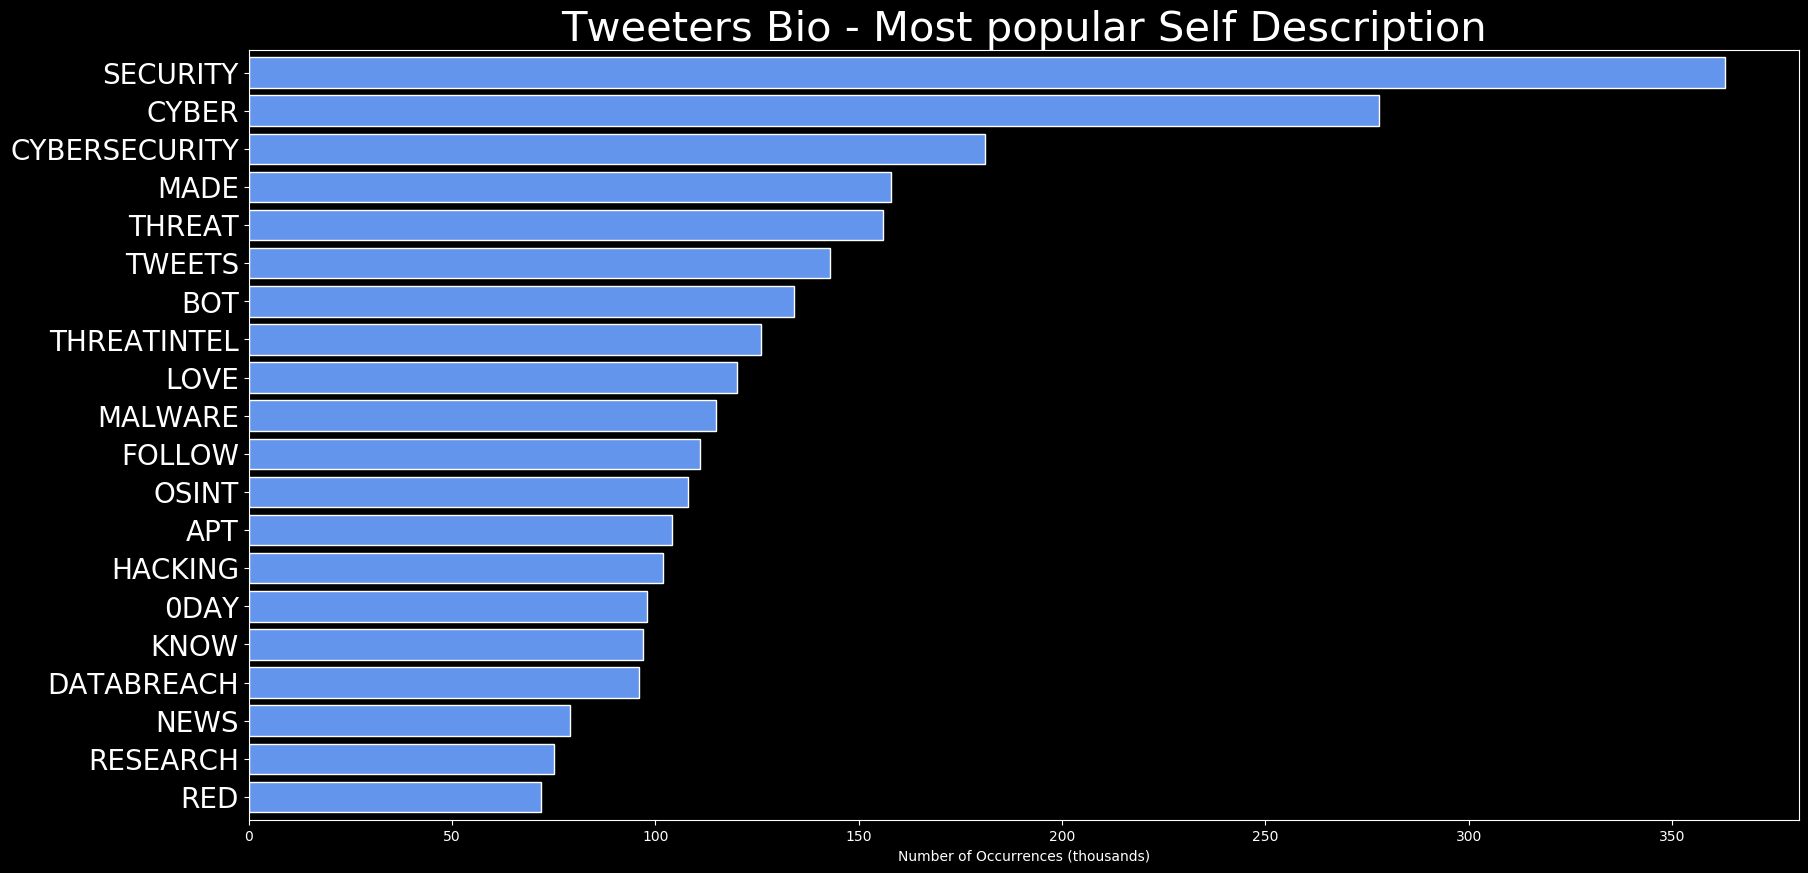 Tweeters Bio - Most popular Self Description
SECURITY
CYBER
CYBERSECURITY
MADE
THREAT
TWEETS
BOT
THREATINTEL
LOVE
MALWARE
FOLLOW
OSINT
APT
HACKING
0DAY
KNOW
DATABREACH
NEWS
RESEARCH
RED
0 50 100 150 200 250 300 350
Number of Occurrences (thousands)